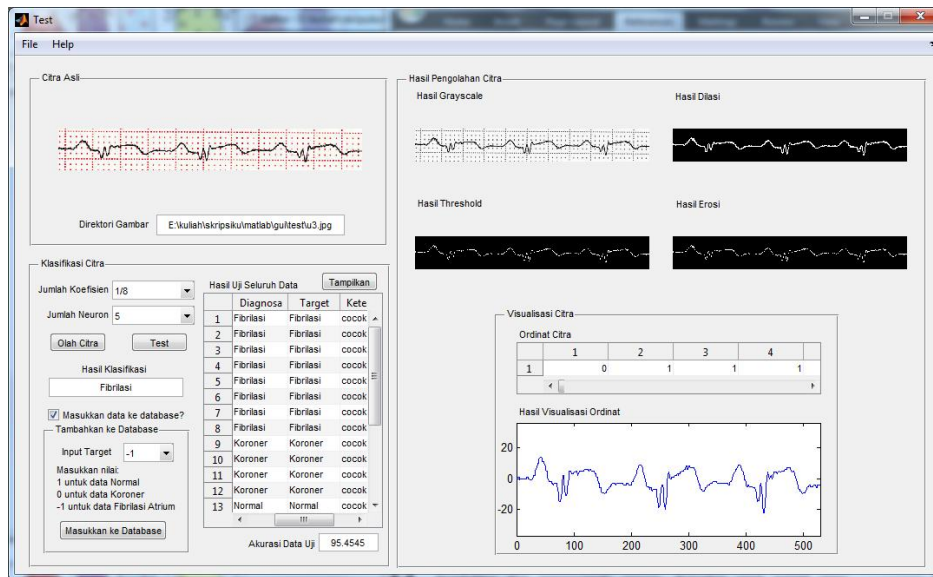 Test
File Help
Citra Asli
Direktori Gambar E:\kuliah\skripsiku\matlab\gui\test\u3.jpg
Klasifikasi Citra
Jumlah Koefisien 1/8
Jumlah Neuron 5
Olah Citra Test
Hasil Klasifikasi
Fibrilasi
Masukkan data ke database?
Tambahkan ke Database
Input Target -1
Masukkan nilai:
1 untuk data Normal
0 untuk data Koroner
-1 untuk data Fibrilasi Atrium
Masukkan ke Database
Hasil Uji Seluruh Data Tampilkan
Diagnosa Target Kete
1 Fibrilasi Fibrilasi cocok
2 Fibrilasi Fibrilasi cocok
3 Fibrilasi Fibrilasi cocok
4 Fibrilasi Fibrilasi cocok
5 Fibrilasi Fibrilasi cocok
6 Fibrilasi Fibrilasi cocok
7 Fibrilasi Fibrilasi cocok
8 Fibrilasi Fibrilasi cocok
9 Koroner Koroner cocok
10 Koroner Koroner cocok
11 Koroner Koroner cocok
12 Koroner Koroner cocok
13 Normal Normal cocok
Akurasi Data Uji 95.4545
Hasil Pengolahan Citra
Hasil Grayscale Hasil Dilasi
Hasil Threshold Hasil Erosi
Visualisasi Citra
Ordinat Citra
1 2 3 4
1 0 1 1 1
Hasil Visualisasi Ordinat
20
0
-20
0 100 200 300 400 500